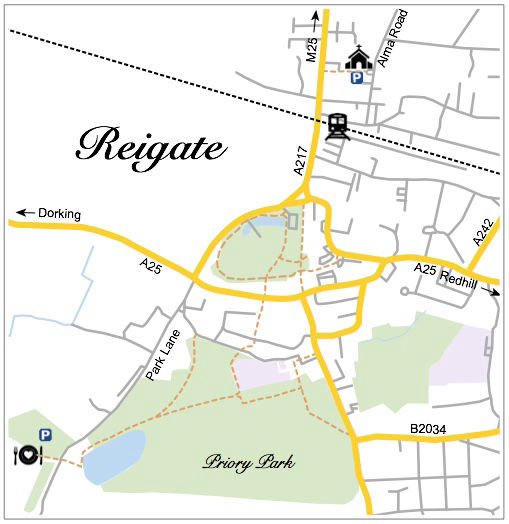 M25
Alma Road
P
Reigate
A217
Dorking
A242
A25
A25 Redhill
Park Lane
B2034
P
Priory Park